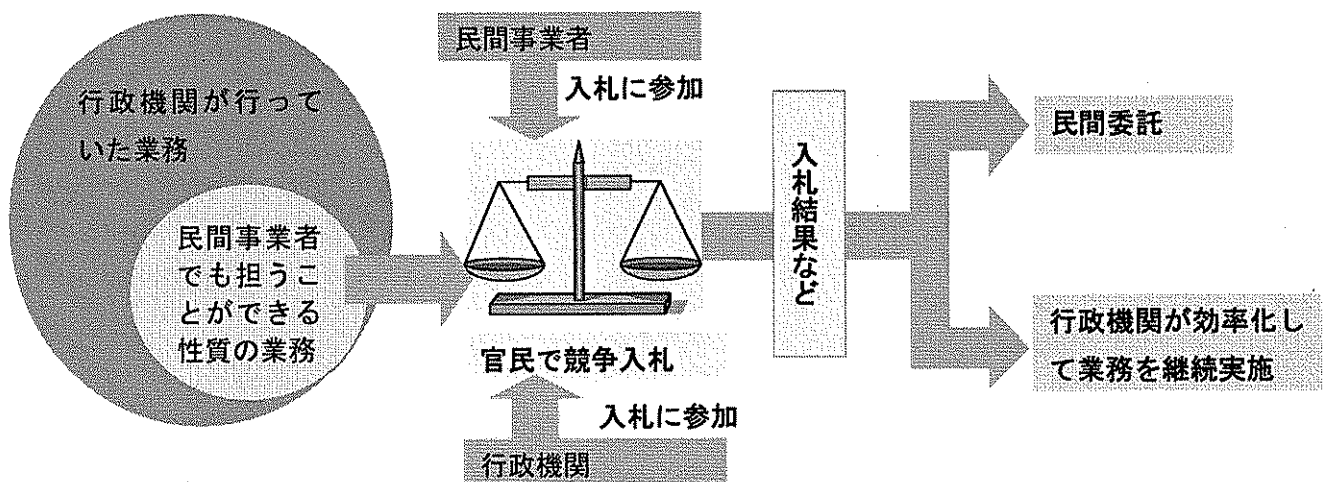 行政機関が行って
いた業務
民間事業者
でも担うこ
とができる
性質の業務
民間事業者
入札に参加
官民で競争入札
入札に参加
行政機関
入札結果など
民間委託
行政機関が効率化し
て業務を継続実施